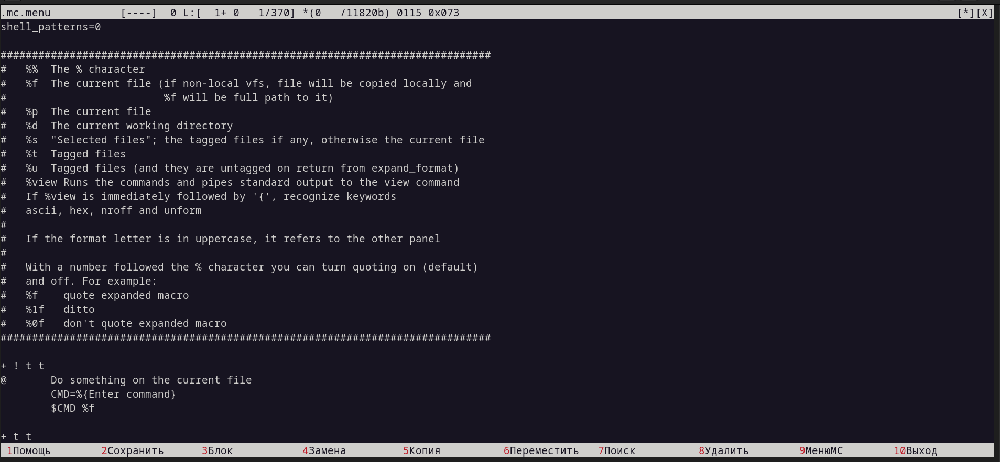 .mc.menu           [----]  0 L:[  1+ 0   1/370] *(0   /11820b) 0115 0x073                                                                               [*][X]
shell_patterns=0
##############################################################################
#   %%  The % character
#   %f  The current file (if non-local vfs, file will be copied locally and
#                         %f will be full path to it)
#   %p  The current file
#   %d  The current working directory
#   %s  "Selected files"; the tagged files if any, otherwise the current file
#   %t  Tagged files
#   %u  Tagged files (and they are untagged on return from expand_format)
#   %view Runs the commands and pipes standard output to the view command
#   If %view is immediately followed by '{', recognize keywords
#   ascii, hex, nroff and unform
#
#   If the format letter is in uppercase, it refers to the other panel
#
#   With a number followed the % character you can turn quoting on (default)
#   and off. For example:
#   %f    quote expanded macro
#   %1f   ditto
#   %0f   don't quote expanded macro
##############################################################################
+ ! t t
@       Do something on the current file
        CMD=%{Enter command}
        $CMD %f
+ t t
1Помощь 2Сохранить 3Блок 4Замена 5Копия 6Переместить 7Поиск 8Удалить 9МенюMC 10Выход